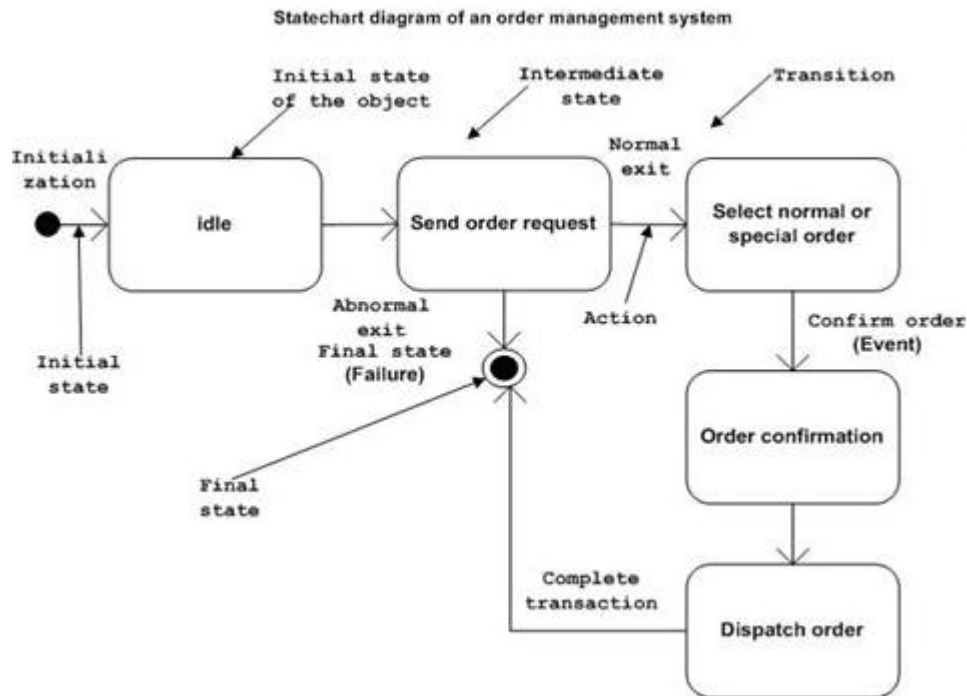 Statechart diagram of an order management system
Initial state
of the object
Intermediate
state
Transition
Initiali
zation
Normal
exit
idle
Send order request
Select normal or
special order
Initial
state
Abnormal
exit
Final state
(Failure)
Action
Confirm order
(Event)
Order confirmation
Final
state
Complete
transaction
Dispatch order